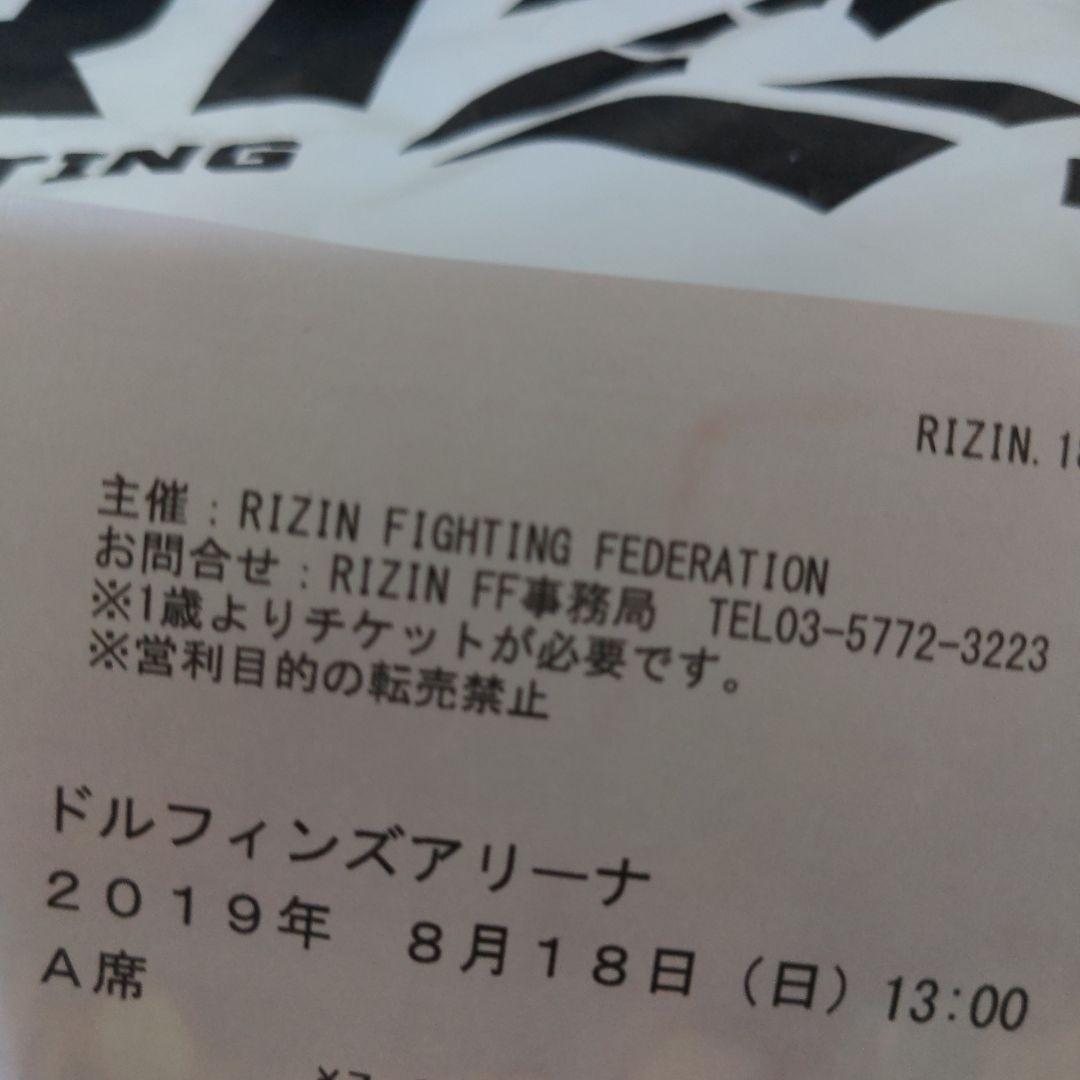 TING
RIZIN.18
主催：RIZIN FIGHTING FEDERATION
お問合せ：RIZIN FF事務局　TEL03-5772-3223
※1歳よりチケットが必要です。
※営利目的の転売禁止
ドルフィンズアリーナ
２０１９年　８月１８日（日）13:00
Ａ席